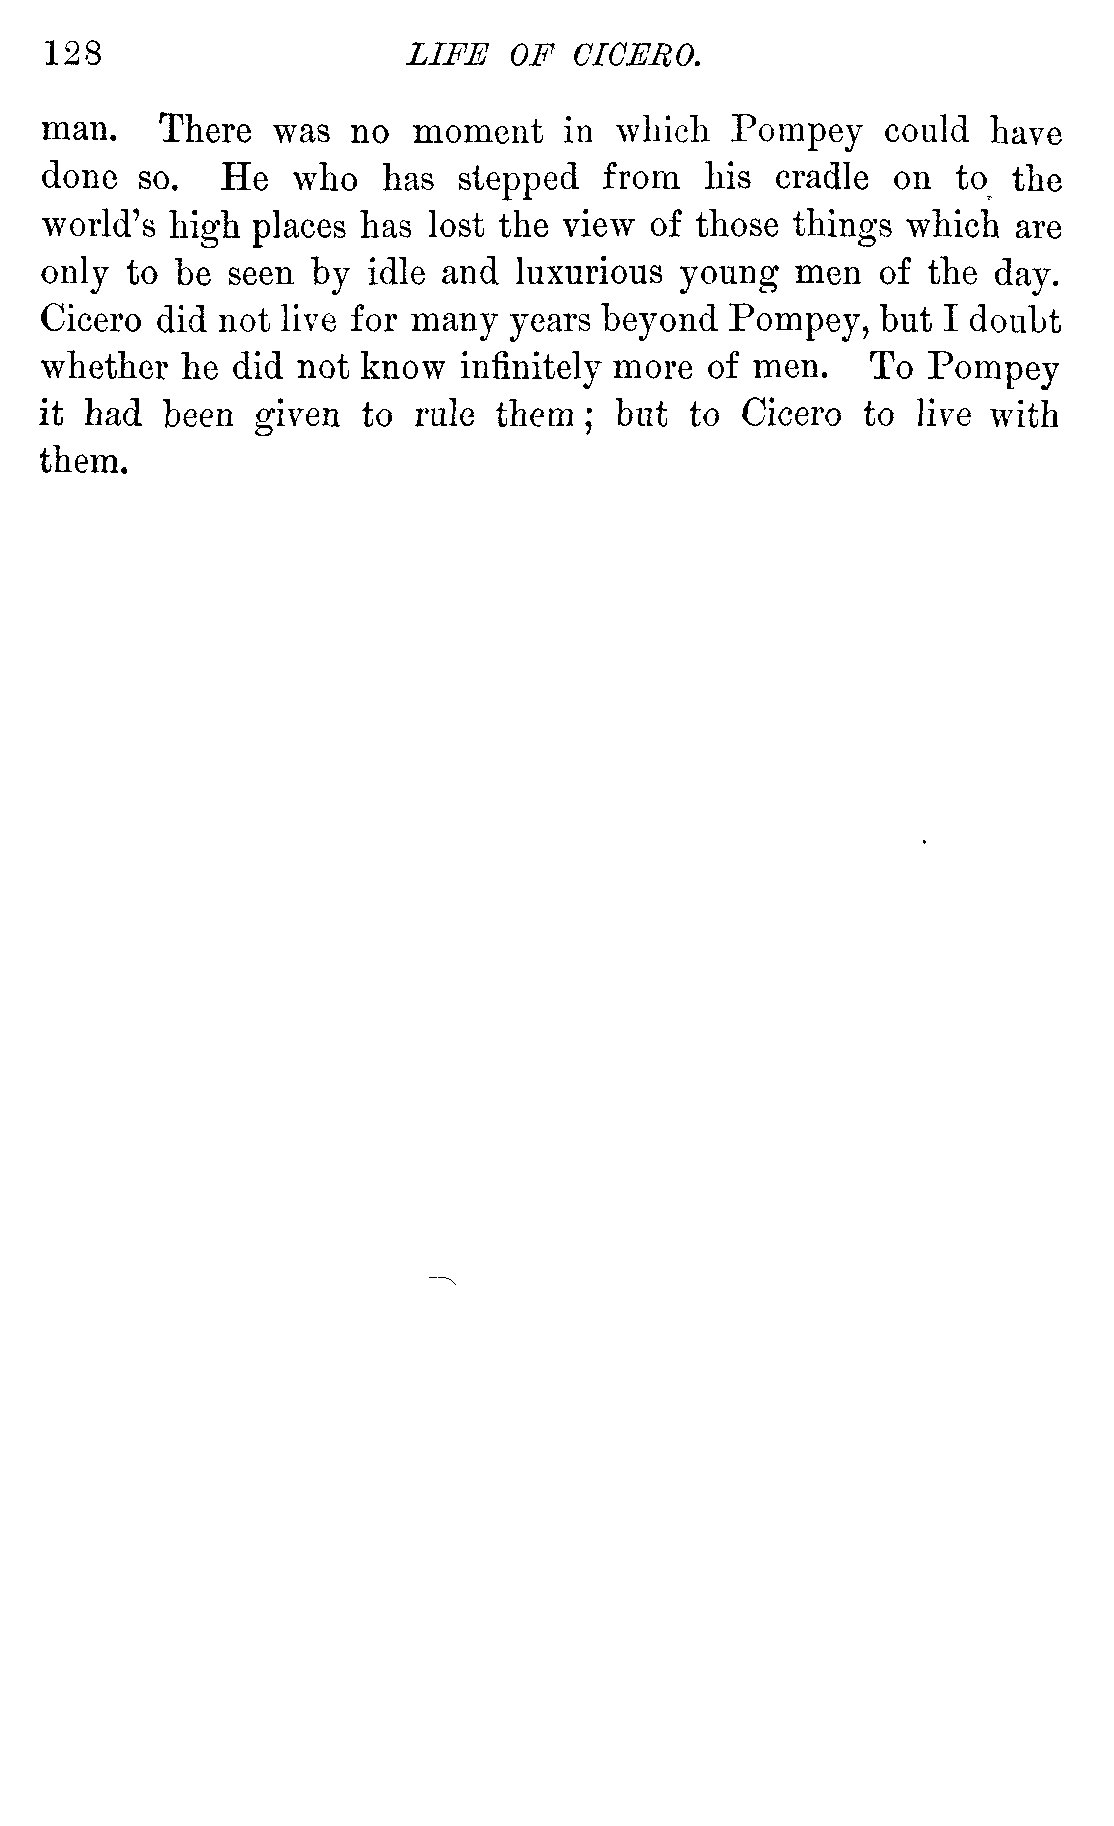 128 LIFE OF CICERO.
man. There was no moment in which Pompey could have
done so. He who has stepped from his cradle on to the
world's high places has lost the view of those things which are
only to be seen by idle and luxurious young men of the day.
Cicero did not live for many years beyond Pompey, but I doubt
whether he did not know infinitely more of men. To Pompey
it had been given to rule them; but to Cicero to live with
them.